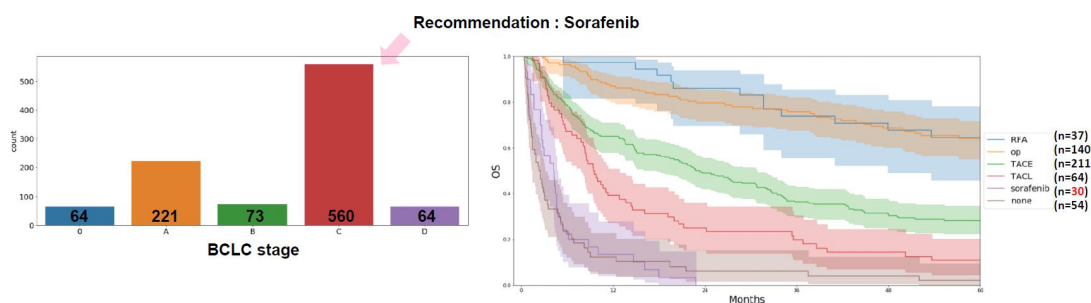 Recommendation : Sorafenib
count
500
400
300
200
100
0
64
221
73
560
64
0
A
B
C
D
BCLC stage
OS
1.0
0.8
0.6
0.4
0.2
0.0
0
12
24
36
48
60
Months
RFA (n=37)
op (n=140
TACE (n=211
TACL (n=64)
sorafenib (n=30)
none (n=54)